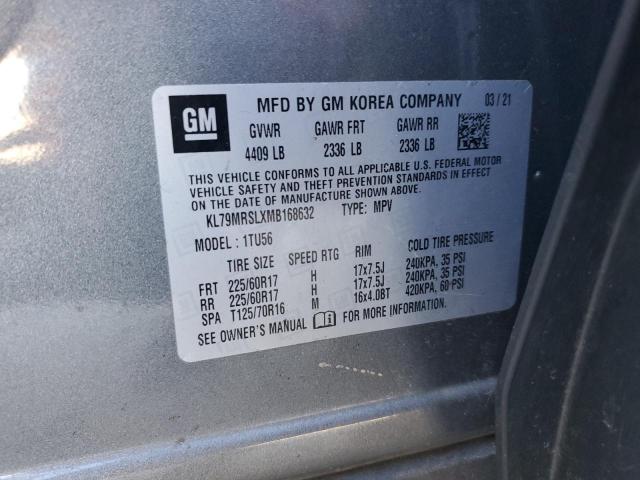 GM
MFD BY GM KOREA COMPANY 03 / 21
GVWR GAWR FRT GAWR RR
4409 LB 2336 LB 2336 LB
THIS VEHICLE CONFORMS TO ALL APPLICABLE U.S. FEDERAL MOTOR
VEHICLE SAFETY AND THEFT PREVENTION STANDARDS IN EFFECT
ON THE DATE OF MANUFACTURE SHOWN ABOVE.
KL79MRSLXMB168632 TYPE: MPV
MODEL : 1TU56
TIRE SIZE SPEED RTG RIM COLD TIRE PRESSURE
FRT 225/60R17 H 17x7.5J 240KPA, 35 PSI
RR 225/60R17 H 17x7.5J 240KPA, 35 PSI
SPA T125/70R16 M 16x4.0BT 420KPA, 60 PSI
SEE OWNER'S MANUAL FOR MORE INFORMATION.